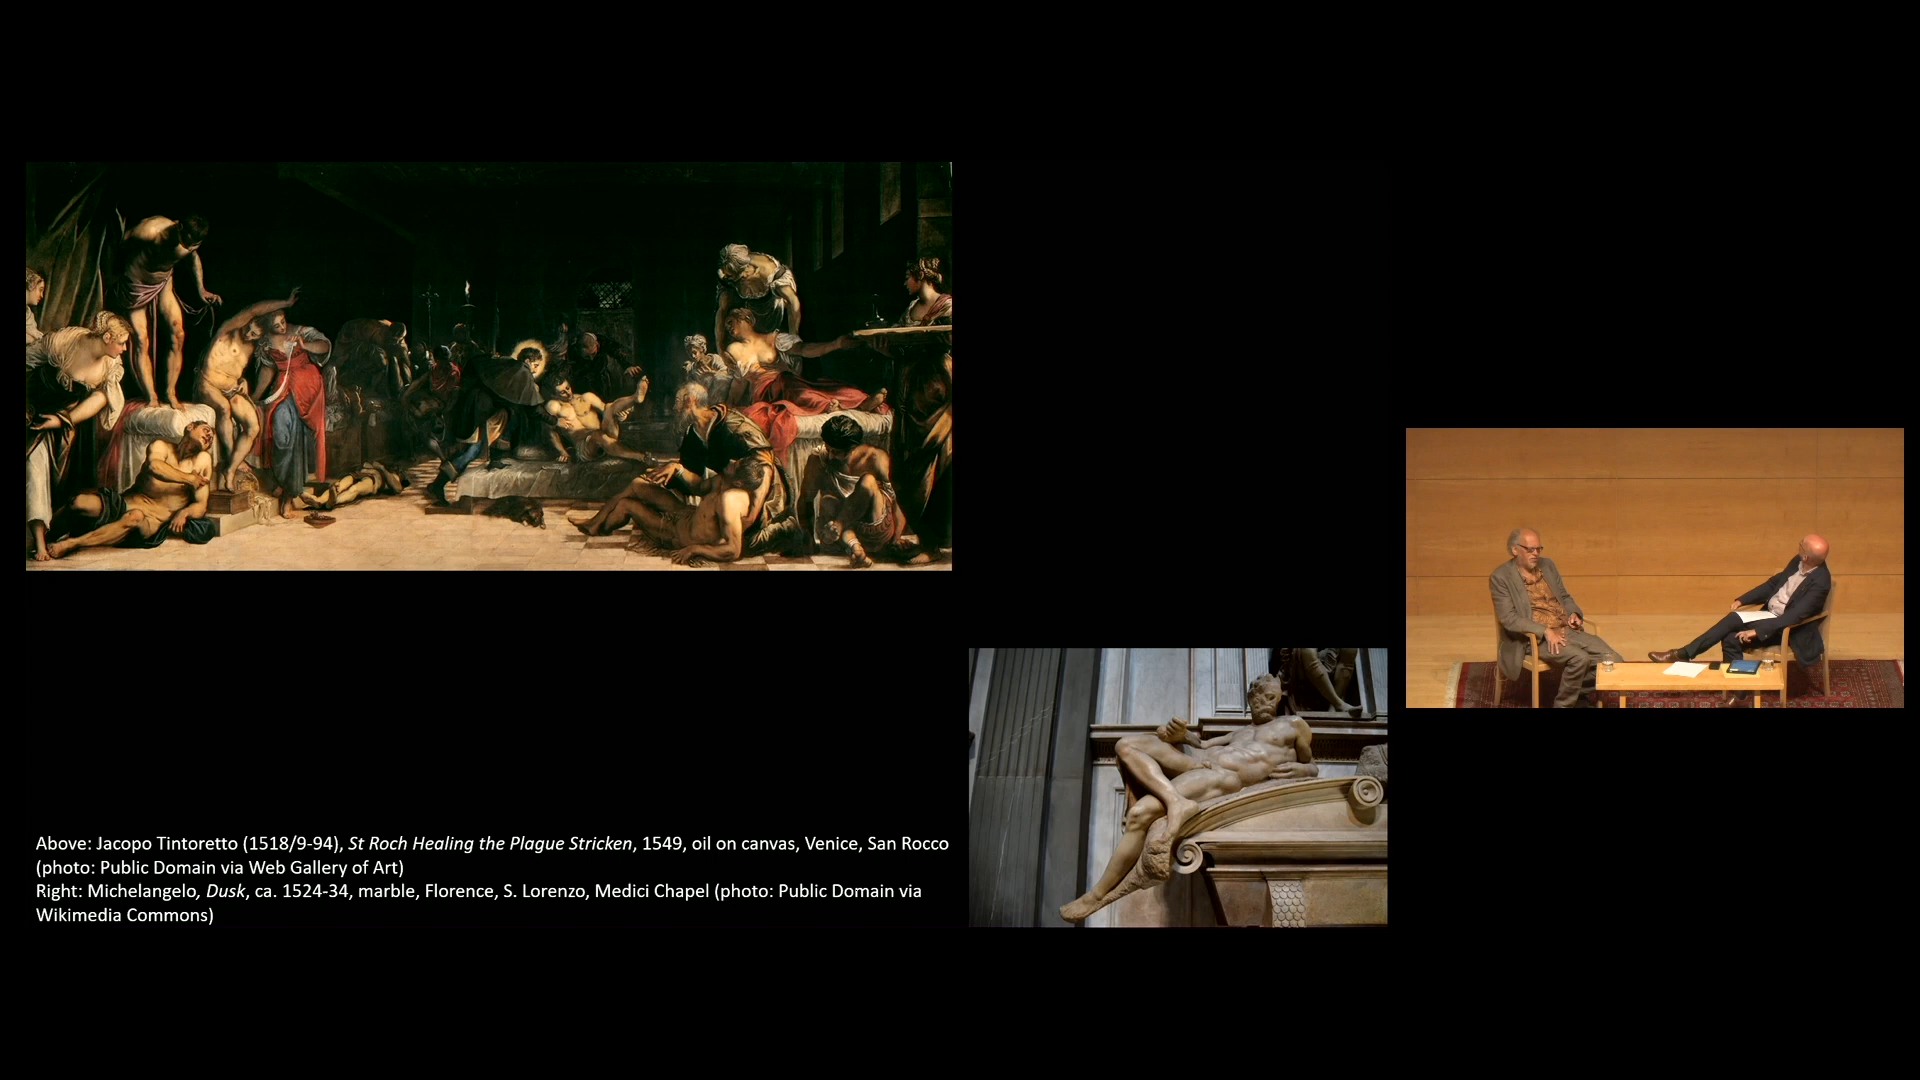 Above: Jacopo Tintoretto (1518/9-94), St Roch Healing the Plague Stricken, 1549, oil on canvas, Venice, San Rocco
(photo: Public Domain via Web Gallery of Art)
Right: Michelangelo, Dusk, ca. 1524-34, marble, Florence, S. Lorenzo, Medici Chapel (photo: Public Domain via
Wikimedia Commons)